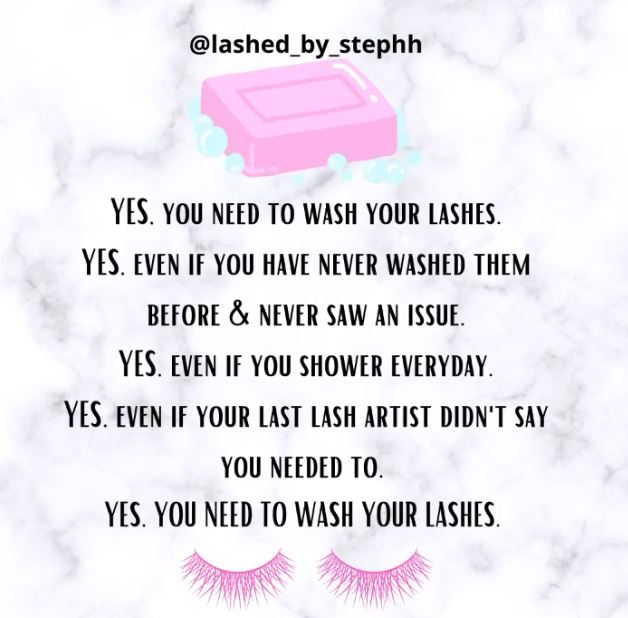 @lashed_by_stephh
YES. YOU NEED TO WASH YOUR LASHES.
YES. EVEN IF YOU HAVE NEVER WASHED THEM
BEFORE & NEVER SAW AN ISSUE.
YES. EVEN IF YOU SHOWER EVERYDAY.
YES. EVEN IF YOUR LAST LASH ARTIST DIDN'T SAY
YOU NEEDED TO.
YES. YOU NEED TO WASH YOUR LASHES.